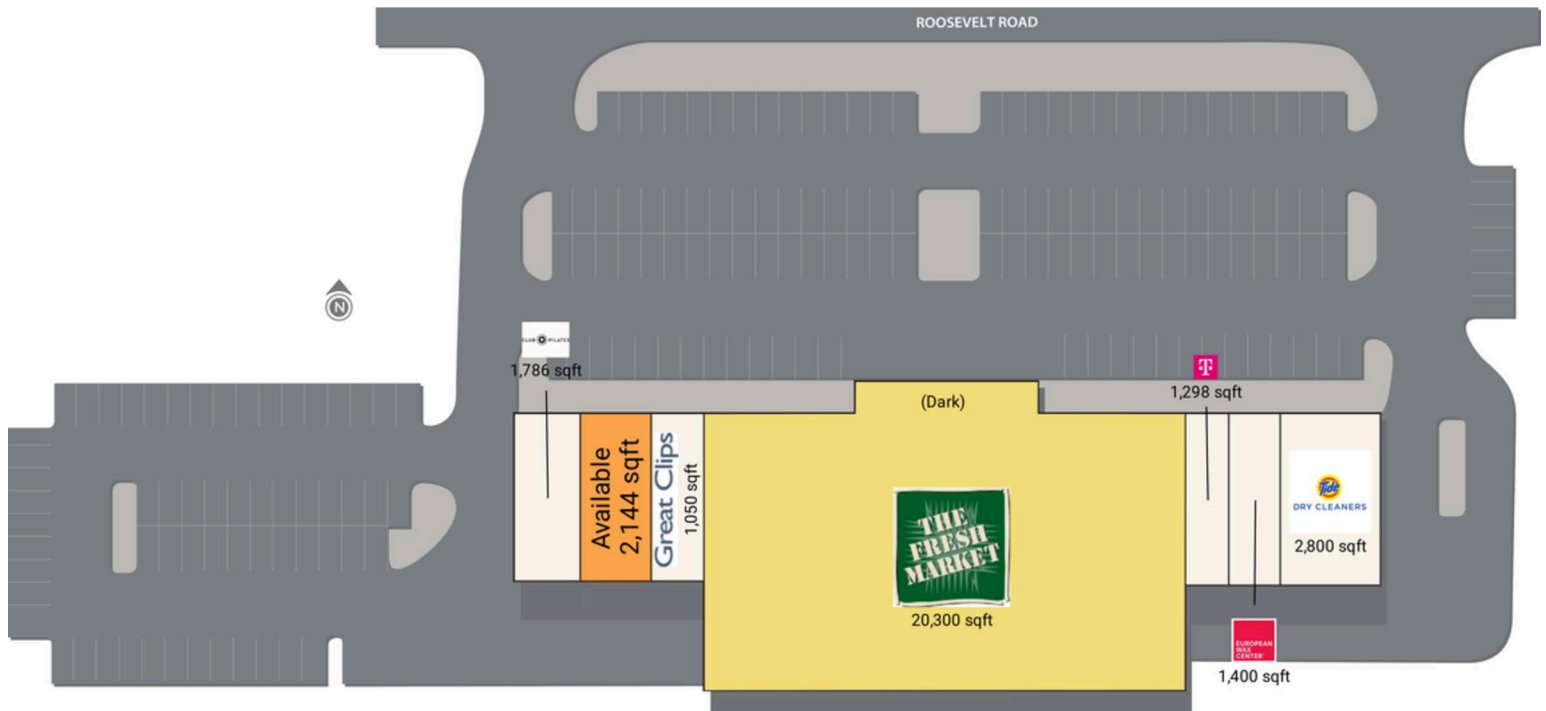 ROOSEVELT ROAD
N
CLUB PILATES
1,786 sqft
T
1,298 sqft
(Dark)
Available
2,144 sqft
Great Clips
1,050 sqft
THE
FRESH
MARKET
20,300 sqft
Tide
DRY CLEANERS
2,800 sqft
EUROPEAN
WAX
CENTER
1,400 sqft